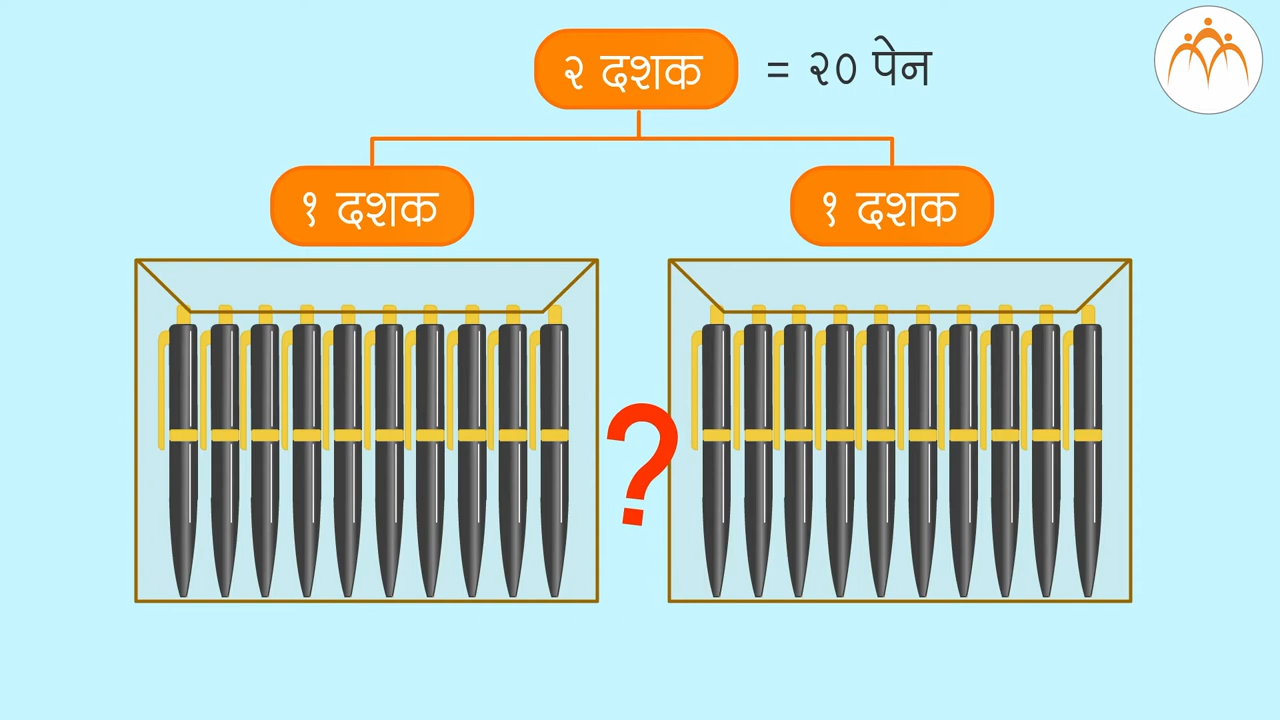 २ दशक = २० पेन
१ दशक १ दशक
?